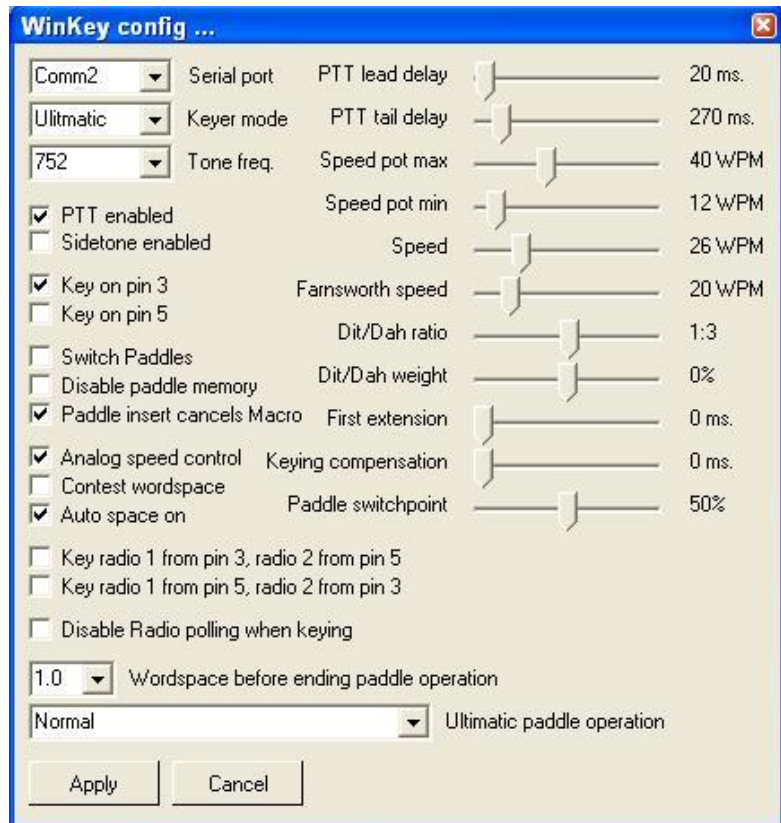 WinKey config ...
Comm2 Serial port PTT lead delay 20 ms.
Ulitmatic Keyer mode PTT tail delay 270 ms.
752 Tone freq. Speed pot max 40 WPM
Speed pot min 12 WPM
PTT enabled
Sidetone enabled Speed 26 WPM
Key on pin 3 Farnsworth speed 20 WPM
Key on pin 5
Dit/Dah ratio 1:3
Switch Paddles
Disable paddle memory Dit/Dah weight 0%
Paddle insert cancels Macro First extension 0 ms.
Analog speed control Keying compensation 0 ms.
Contest wordspace
Auto space on Paddle switchpoint 50%
Key radio 1 from pin 3, radio 2 from pin 5
Key radio 1 from pin 5, radio 2 from pin 3
Disable Radio polling when keying
1.0 Wordspace before ending paddle operation
Normal Ultimatic paddle operation
Apply Cancel